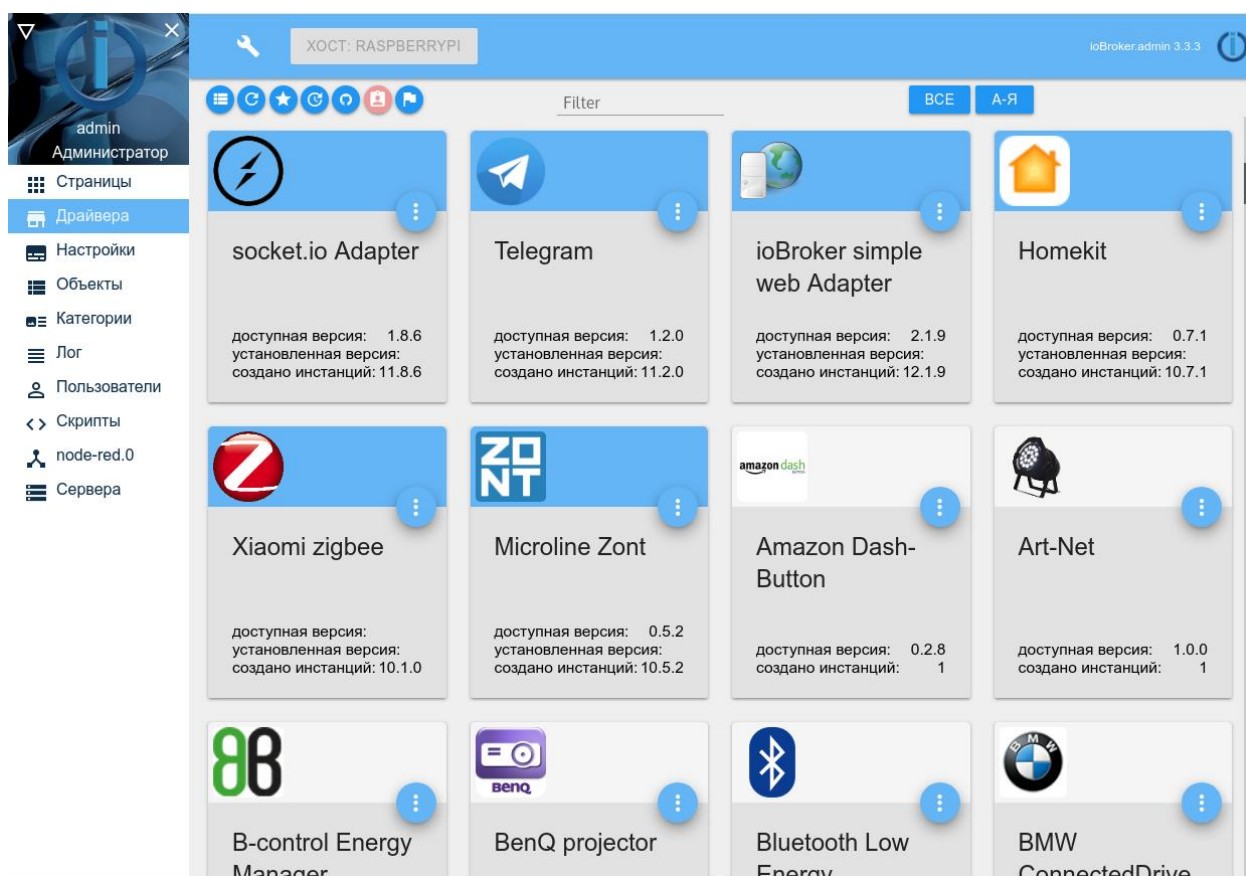 ХОСТ: RASPBERRYPI
ioBroker.admin 3.3.3
admin
Администратор
Страницы
Драйвера
Настройки
Объекты
Категории
Лог
Пользователи
Скрипты
node-red.0
Сервера
Filter
ВСЕ
А-Я
socket.io Adapter
доступная версия: 1.8.6
установленная версия:
создано инстанций: 11.8.6
Telegram
доступная версия: 1.2.0
установленная версия:
создано инстанций: 11.2.0
ioBroker simple
web Adapter
доступная версия: 2.1.9
установленная версия:
создано инстанций: 12.1.9
Homekit
доступная версия: 0.7.1
установленная версия:
создано инстанций: 10.7.1
Xiaomi zigbee
доступная версия:
установленная версия:
создано инстанций: 10.1.0
ZONT
Microline Zont
доступная версия: 0.5.2
установленная версия:
создано инстанций: 10.5.2
amazon dash
BUTTON
Amazon Dash-
Button
доступная версия: 0.2.8
создано инстанций: 1
Art-Net
доступная версия: 1.0.0
создано инстанций: 1
B-control Energy
Manager
BenQ
BenQ projector
Bluetooth Low
Energy
BMW
BMW
ConnectedDrive